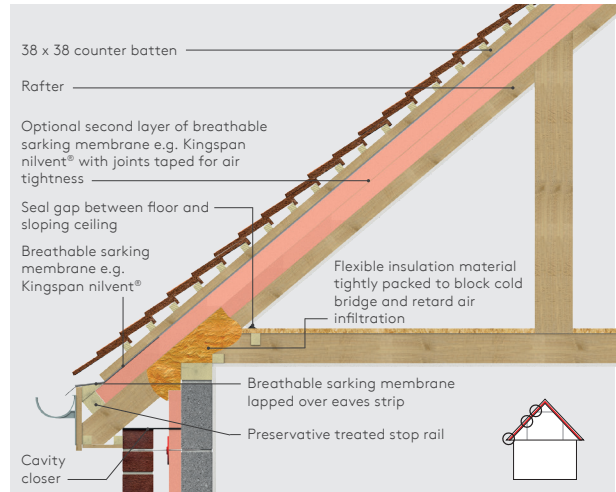 38 x 38 counter batten
Rafter
Optional second layer of breathable
sarking membrane e.g. Kingspan
nilvent® with joints taped for air
tightness
Seal gap between floor and
sloping ceiling
Breathable sarking
membrane e.g.
Kingspan nilvent®
Flexible insulation material
tightly packed to block cold
bridge and retard air
infiltration
Breathable sarking membrane
lapped over eaves strip
Preservative treated stop rail
Cavity
closer